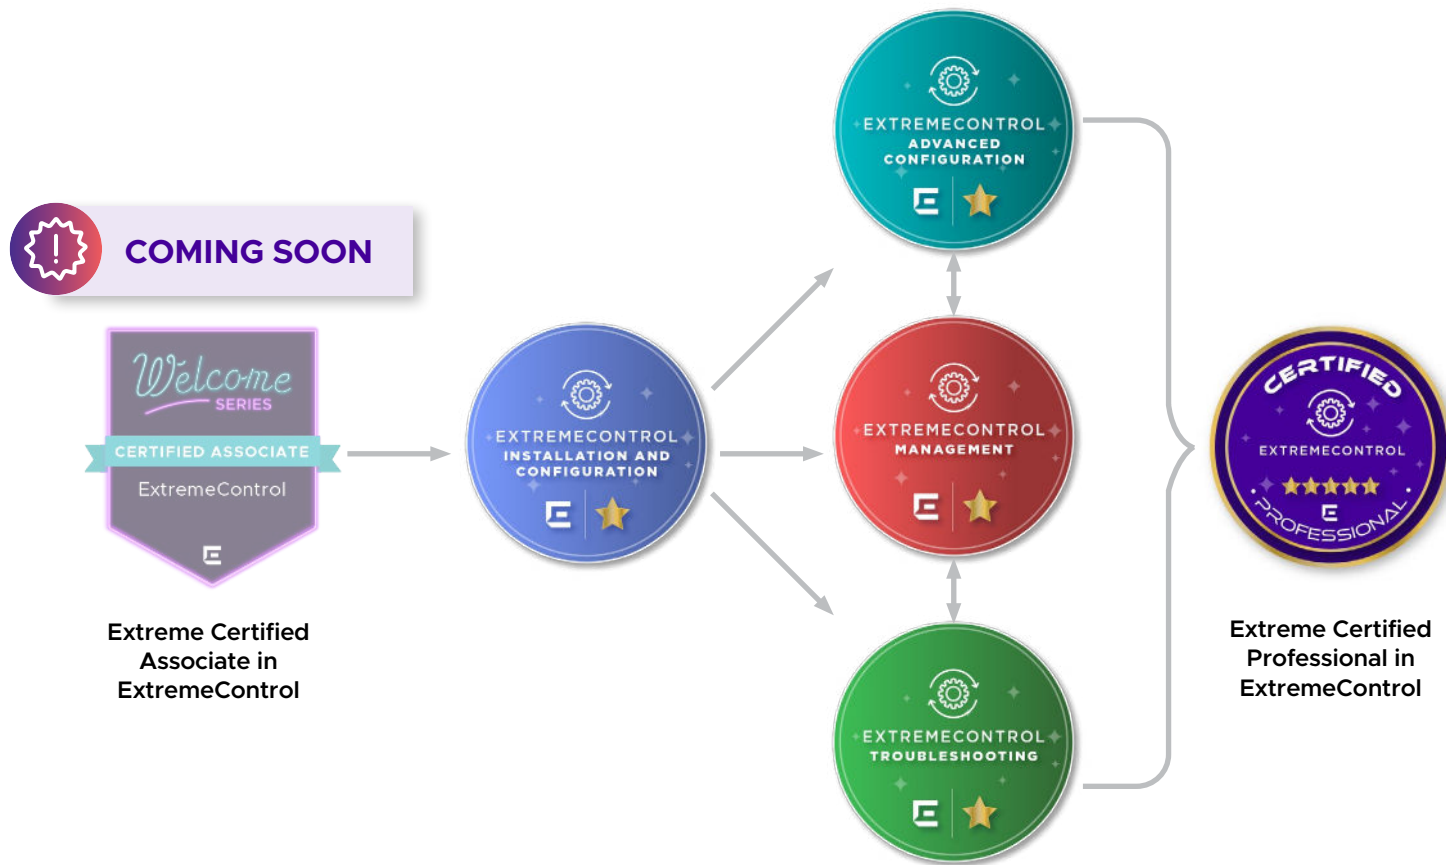 COMING SOON
Welcome
SERIES
CERTIFIED ASSOCIATE
ExtremeControl
E
Extreme Certified
Associate in
ExtremeControl
EXTREMECONTROL
INSTALLATION AND
CONFIGURATION
E
EXTREMECONTROL
ADVANCED
CONFIGURATION
E
EXTREMECONTROL
MANAGEMENT
E
EXTREMECONTROL
TROUBLESHOOTING
E
CERTIFIED
EXTREMECONTROL
E
PROFESSIONAL
Extreme Certified
Professional in
ExtremeControl